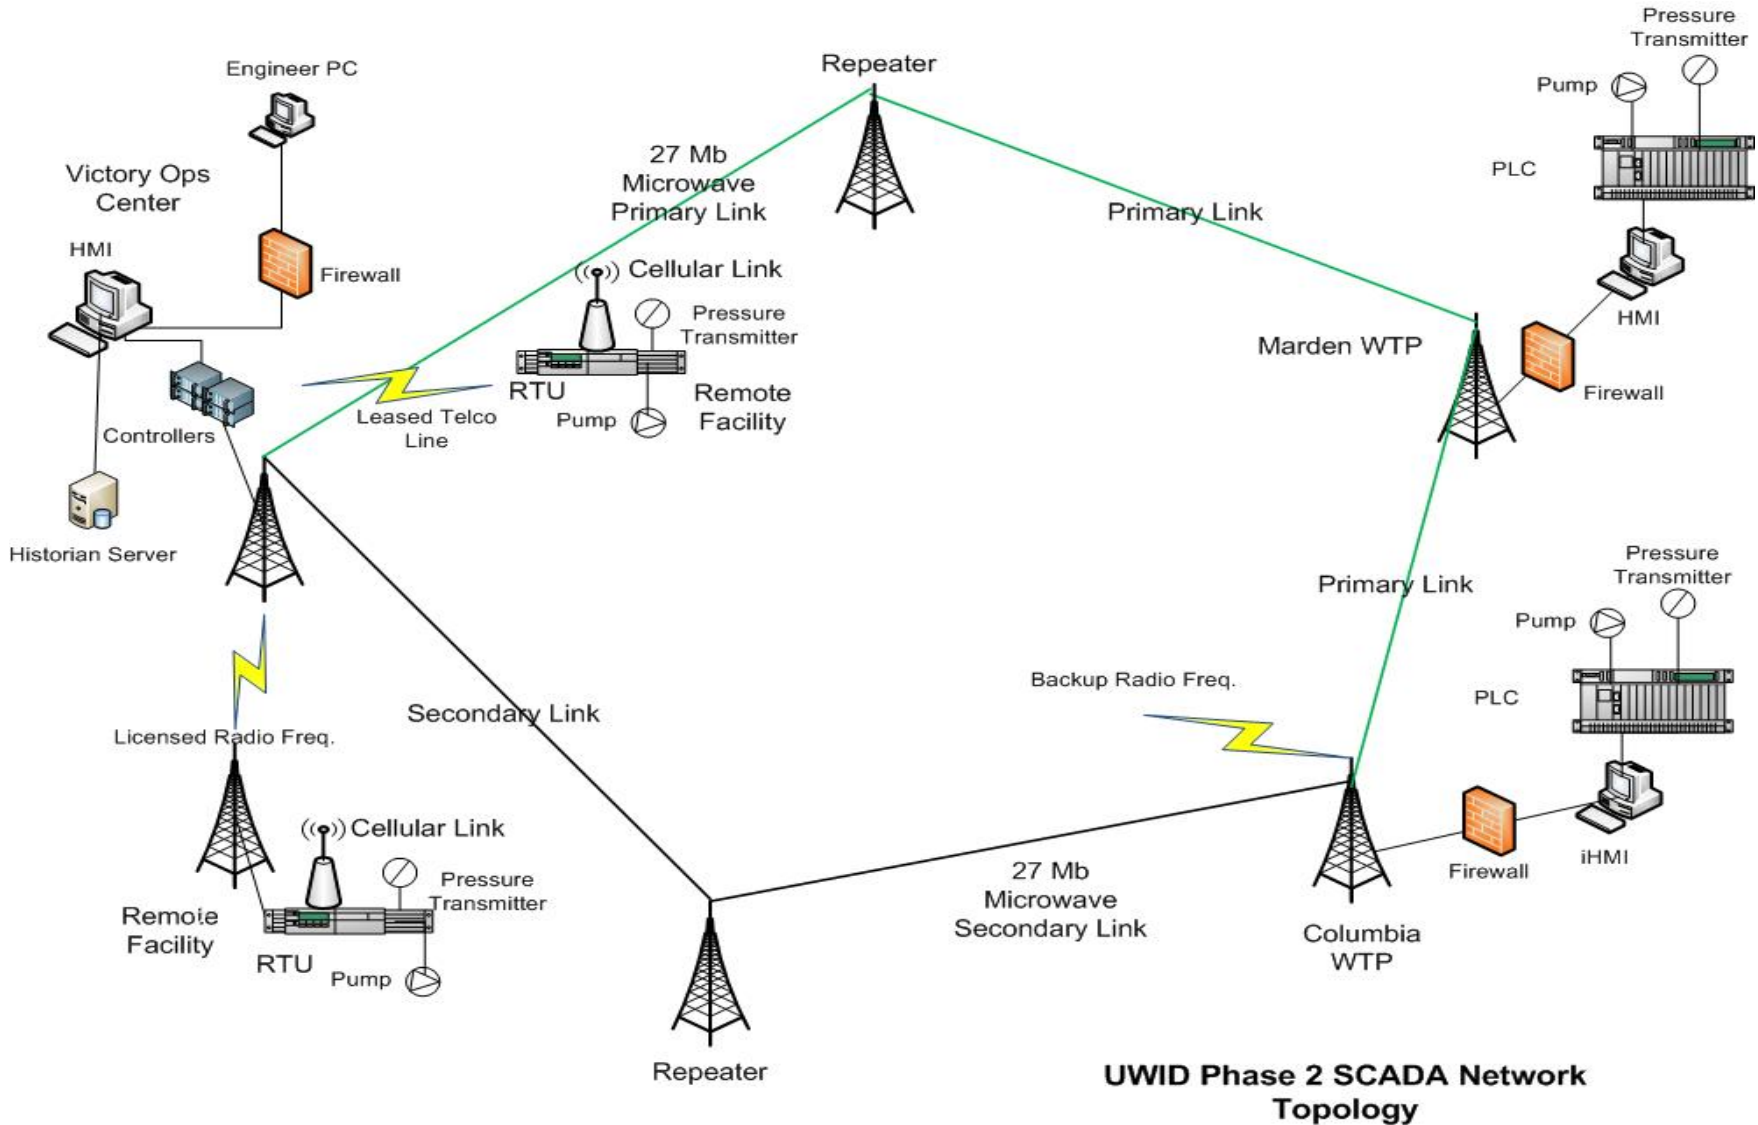 Engineer PC
Victory Ops
Center
HMI
Firewall
Controllers
Historian Server
Repeater
27 Mb
Microwave
Primary Link
Primary Link
Cellular Link
Pressure
Transmitter
RTU
Remote
Facility
Pump
Leased Telco
Line
Pressure
Transmitter
Pump
PLC
HMI
Marden WTP
Firewall
Primary Link
Pressure
Transmitter
Pump
PLC
Backup Radio Freq.
iHMI
Firewall
Columbia
WTP
Secondary Link
27 Mb
Microwave
Secondary Link
Licensed Radio Freq.
Cellular Link
Pressure
Transmitter
Remote
Facility
RTU
Pump
Repeater
UWID Phase 2 SCADA Network
Topology